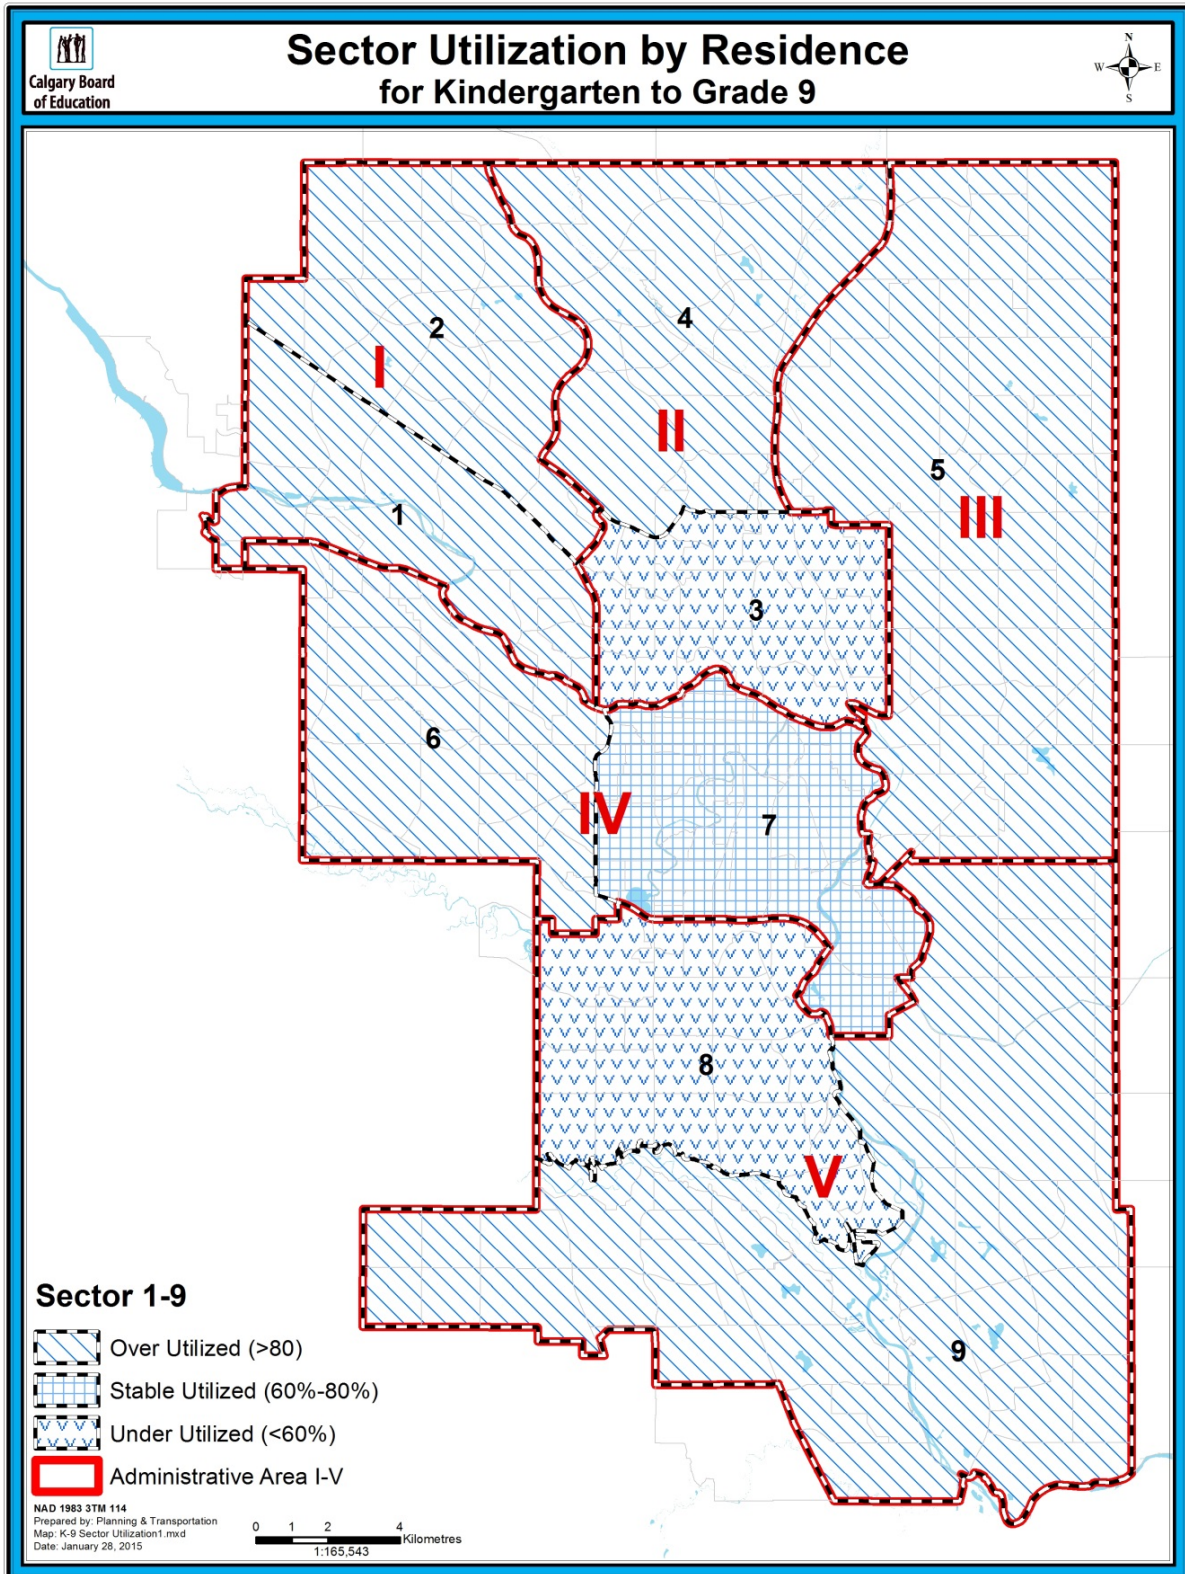 Calgary Board
of Education
Sector Utilization by Residence
for Kindergarten to Grade 9
N
W
E
S
2
4
I
II
5
1
III
3
6
IV
7
8
V
9
Sector 1-9
Over Utilized (>80)
Stable Utilized (60%-80%)
Under Utilized (<60%)
Administrative Area I-V
NAD 1983 3TM 114
Prepared by: Planning & Transportation
Map: K-9 Sector Utilization1.mxd
Date: January 28, 2015
0 1 2 4
Kilometres
1:165,543